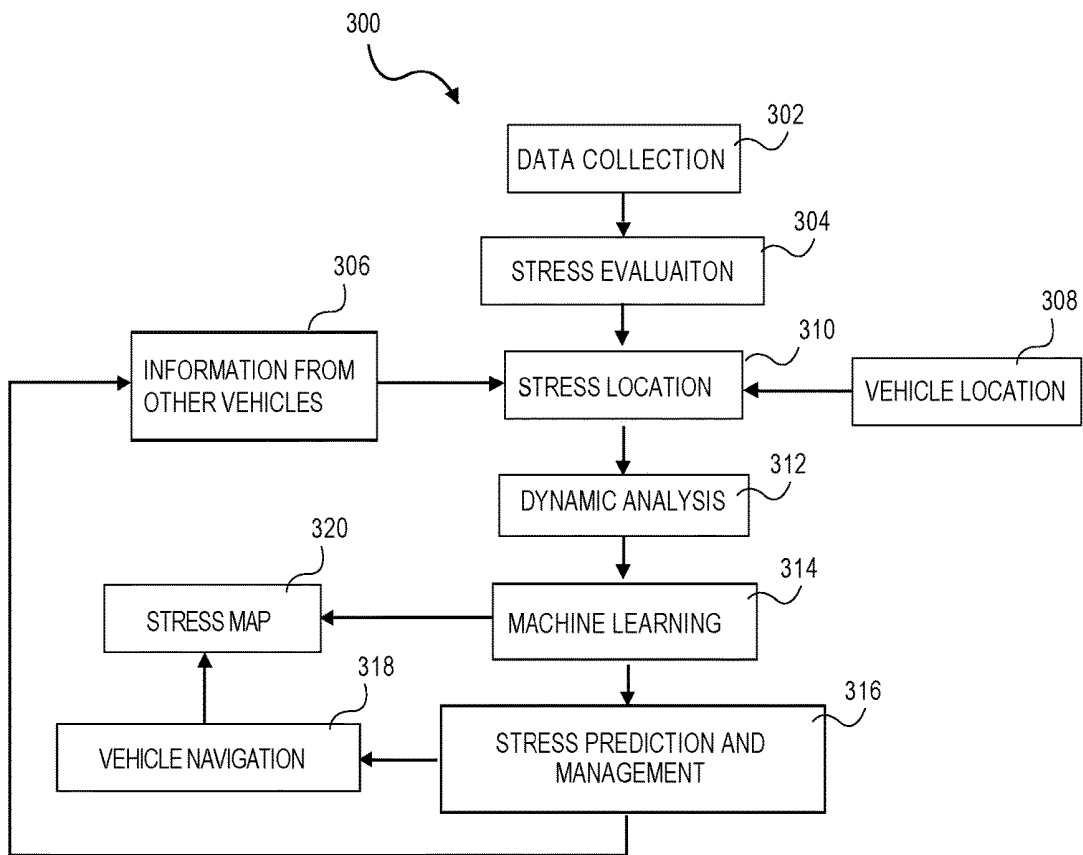 300
302
DATA COLLECTION
304
STRESS EVALUAITON
306
INFORMATION FROM
OTHER VEHICLES
310
STRESS LOCATION
308
VEHICLE LOCATION
312
DYNAMIC ANALYSIS
320
STRESS MAP
314
MACHINE LEARNING
318
VEHICLE NAVIGATION
316
STRESS PREDICTION AND
MANAGEMENT